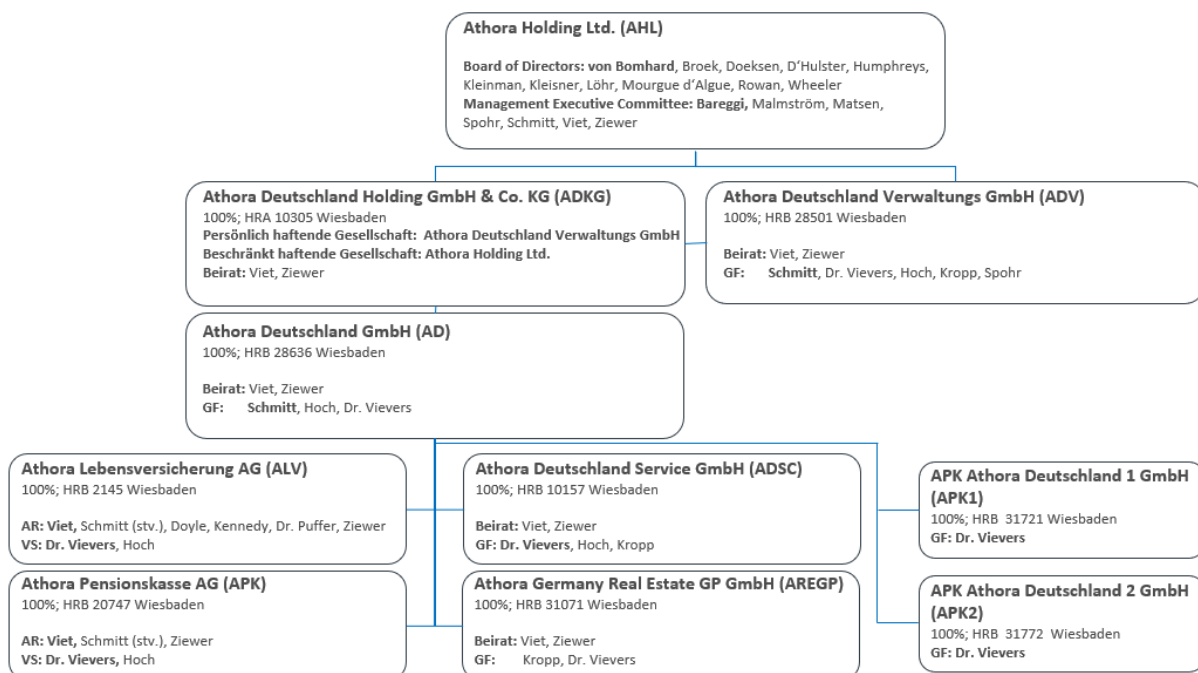 Athora Holding Ltd. (AHL)
Board of Directors: von Bomhard, Broek, Doeksen, D‘Hulster, Humphreys,
Kleinman, Kleisner, Löhr, Mourgue d‘Algue, Rowan, Wheeler
Management Executive Committee: Bareggi, Malmström, Matsen,
Spohr, Schmitt, Viet, Ziewer
Athora Deutschland Holding GmbH & Co. KG (ADKG)
100%; HRA 10305 Wiesbaden
Persönlich haftende Gesellschaft: Athora Deutschland Verwaltungs GmbH
Beschränkt haftende Gesellschaft: Athora Holding Ltd.
Beirat: Viet, Ziewer
Athora Deutschland Verwaltungs GmbH (ADV)
100%; HRB 28501 Wiesbaden
Beirat: Viet, Ziewer
GF: Schmitt, Dr. Vievers, Hoch, Kropp, Spohr
Athora Deutschland GmbH (AD)
100%; HRB 28636 Wiesbaden
Beirat: Viet, Ziewer
GF: Schmitt, Hoch, Dr. Vievers
Athora Lebensversicherung AG (ALV)
100%; HRB 2145 Wiesbaden
AR: Viet, Schmitt (stv.), Doyle, Kennedy, Dr. Puffer, Ziewer
VS: Dr. Vievers, Hoch
Athora Deutschland Service GmbH (ADSC)
100%; HRB 10157 Wiesbaden
Beirat: Viet, Ziewer
GF: Dr. Vievers, Hoch, Kropp
APK Athora Deutschland 1 GmbH
(APK1)
100%; HRB 31721 Wiesbaden
GF: Dr. Vievers
Athora Pensionskasse AG (APK)
100%; HRB 20747 Wiesbaden
AR: Viet, Schmitt (stv.), Ziewer
VS: Dr. Vievers, Hoch
Athora Germany Real Estate GP GmbH (AREGP)
100%; HRB 31071 Wiesbaden
Beirat: Viet, Ziewer
GF: Kropp, Dr. Vievers
APK Athora Deutschland 2 GmbH
(APK2)
100%; HRB 31772 Wiesbaden
GF: Dr. Vievers